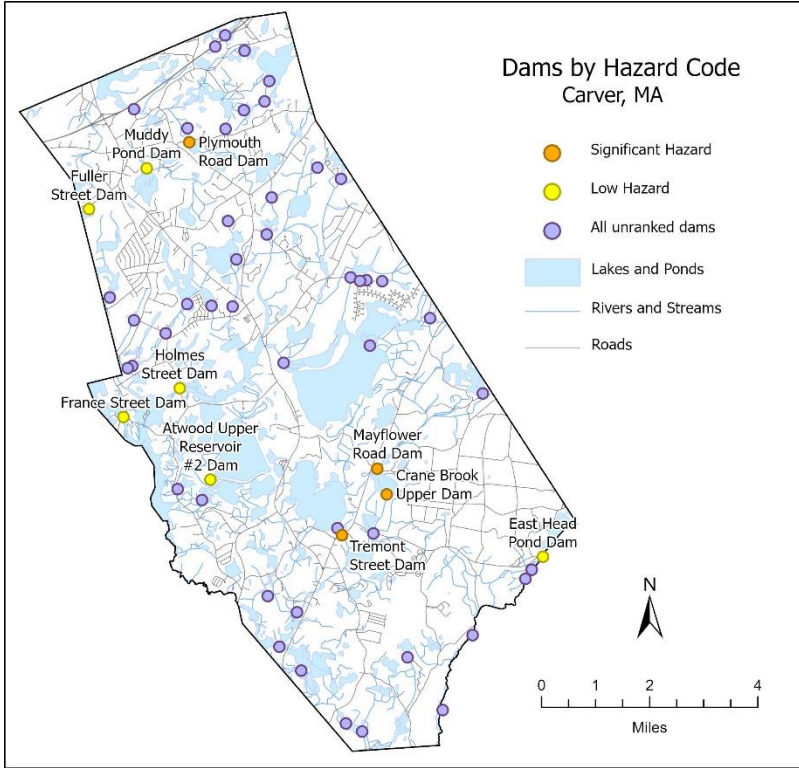 Dams by Hazard Code
Carver, MA
Significant Hazard
Low Hazard
All unranked dams
Lakes and Ponds
Rivers and Streams
Roads
Muddy
Pond Dam
Plymouth
Road Dam
Fuller
Street Dam
Holmes
Street Dam
France Street Dam
Atwood Upper
Reservoir
#2 Dam
Mayflower
Road Dam
Crane Brook
Upper Dam
East Head
Pond Dam
Tremont
Street Dam
N
0 1 2 4
Miles